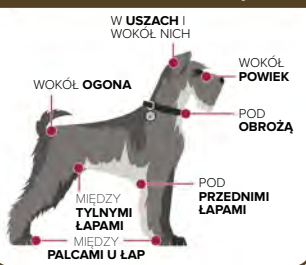 W USZACH I
WOKÓŁ NICH
WOKÓŁ
POWIEK
WOKÓŁ OGONA
POD
OBROŻĄ
MIĘDZY
TYLNYMI
ŁAPAMI
POD
PRZEDNIMI
ŁAPAMI
MIĘDZY
PALCAMI U ŁAP